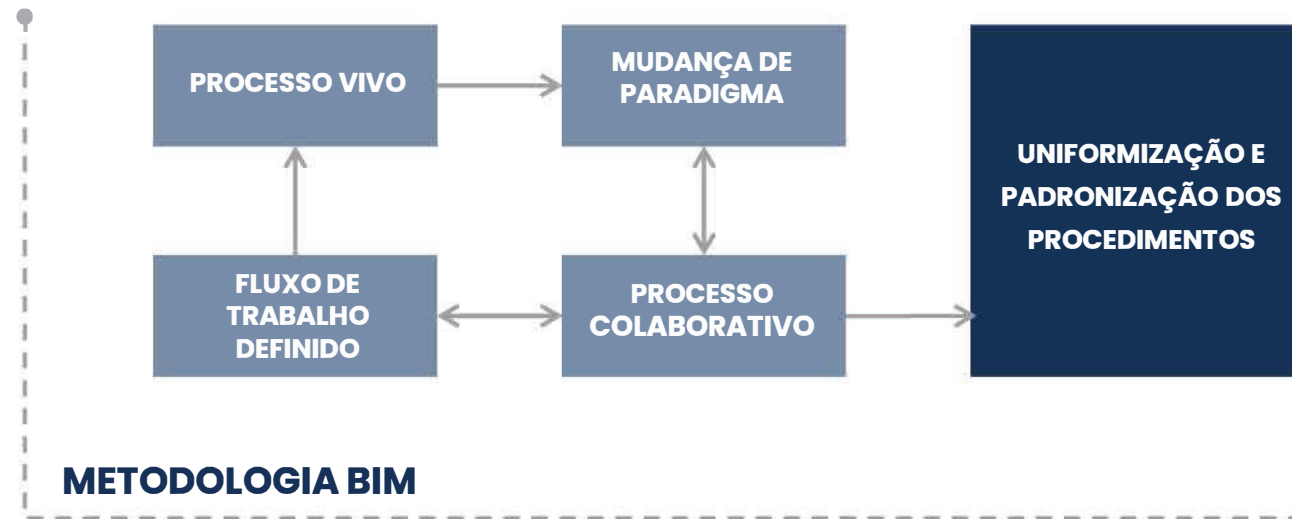 PROCESSO VIVO
MUDANÇA DE
PARADIGMA
UNIFORMIZAÇÃO E
PADRONIZAÇÃO DOS
PROCEDIMENTOS
FLUXO DE
TRABALHO
DEFINIDO
PROCESSO
COLABORATIVO
METODOLOGIA BIM